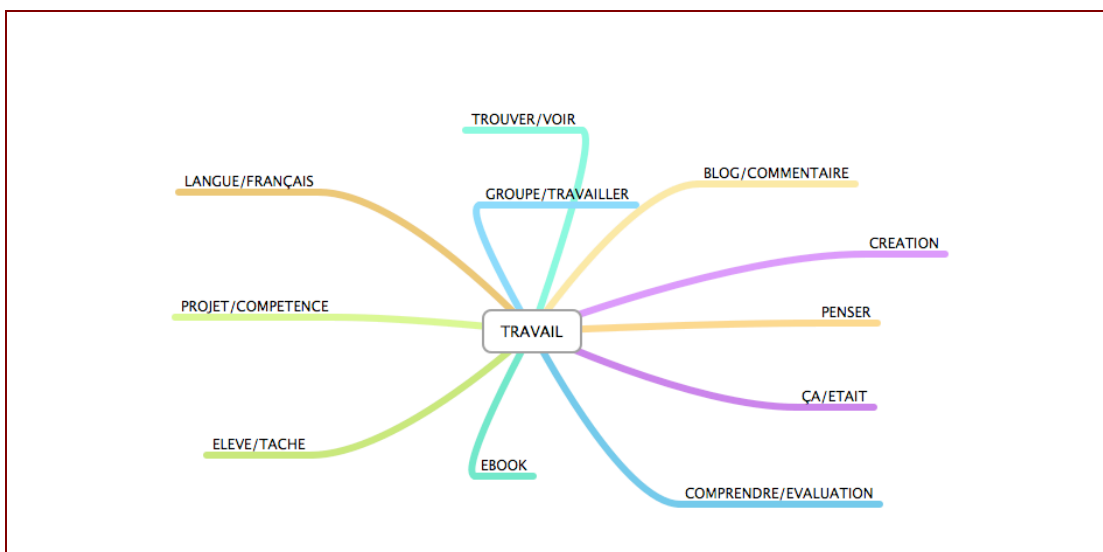 TROUVER/VOIR
BLOG/COMMENTAIRE
LANGUE/FRANÇAIS
GROUPE/TRAVAILLER
CREATION
PROJET/COMPETENCE
PENSER
TRAVAIL
ÇA/ETAIT
ELEVE/TACHE
EBOOK
COMPRENDRE/EVALUATION